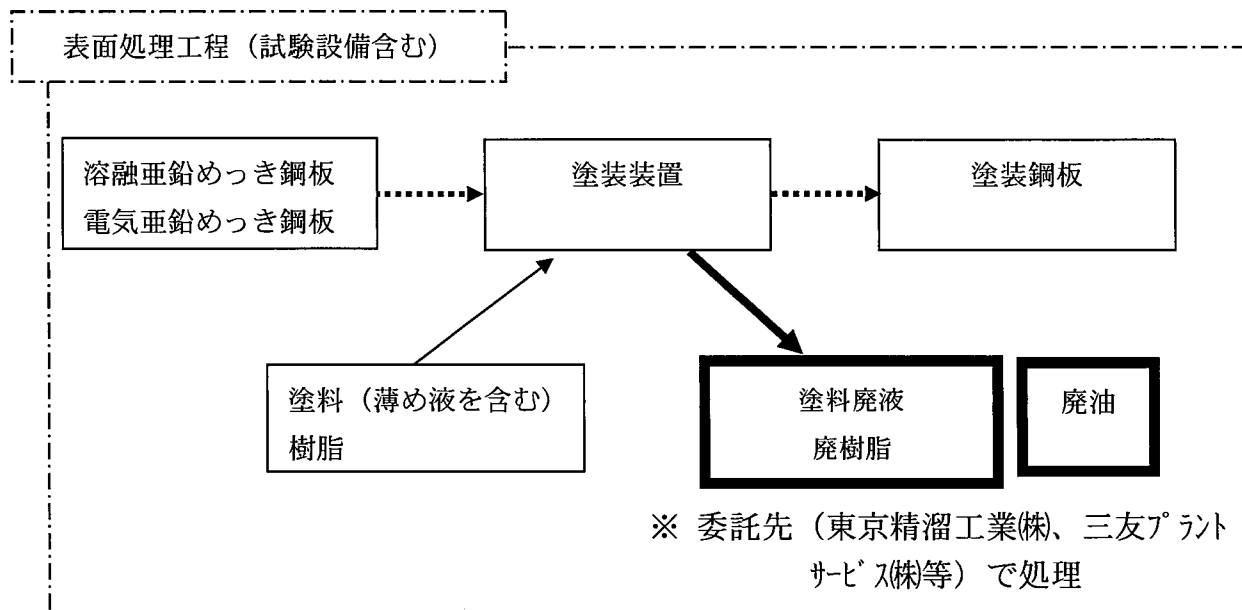 表面処理工程（試験設備含む）
溶融亜鉛めっき鋼板
電気亜鉛めっき鋼板
塗装装置
塗装鋼板
塗料（薄め液を含む）
樹脂
塗料廃液
廃樹脂
廃油
※ 委託先（東京精溜工業㈱、三友ﾌﾟﾗﾝﾄ
ｻｰﾋﾞｽ㈱等）で処理